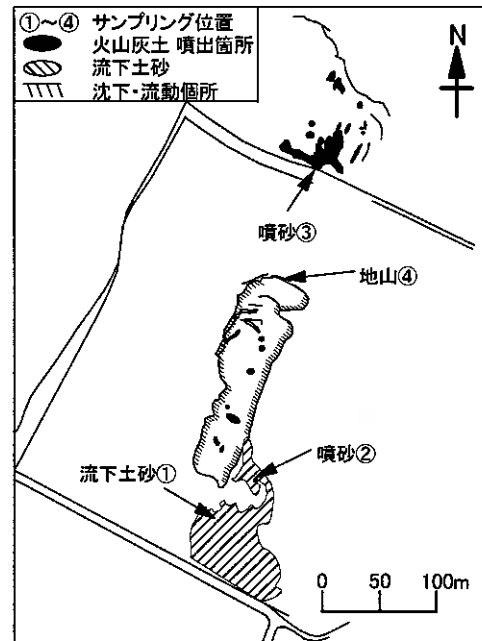 ①~④ サンプリング位置
火山灰土 噴出箇所
流下土砂
沈下・流動個所
N
噴砂③
地山④
噴砂②
流下土砂①
0 50 100m